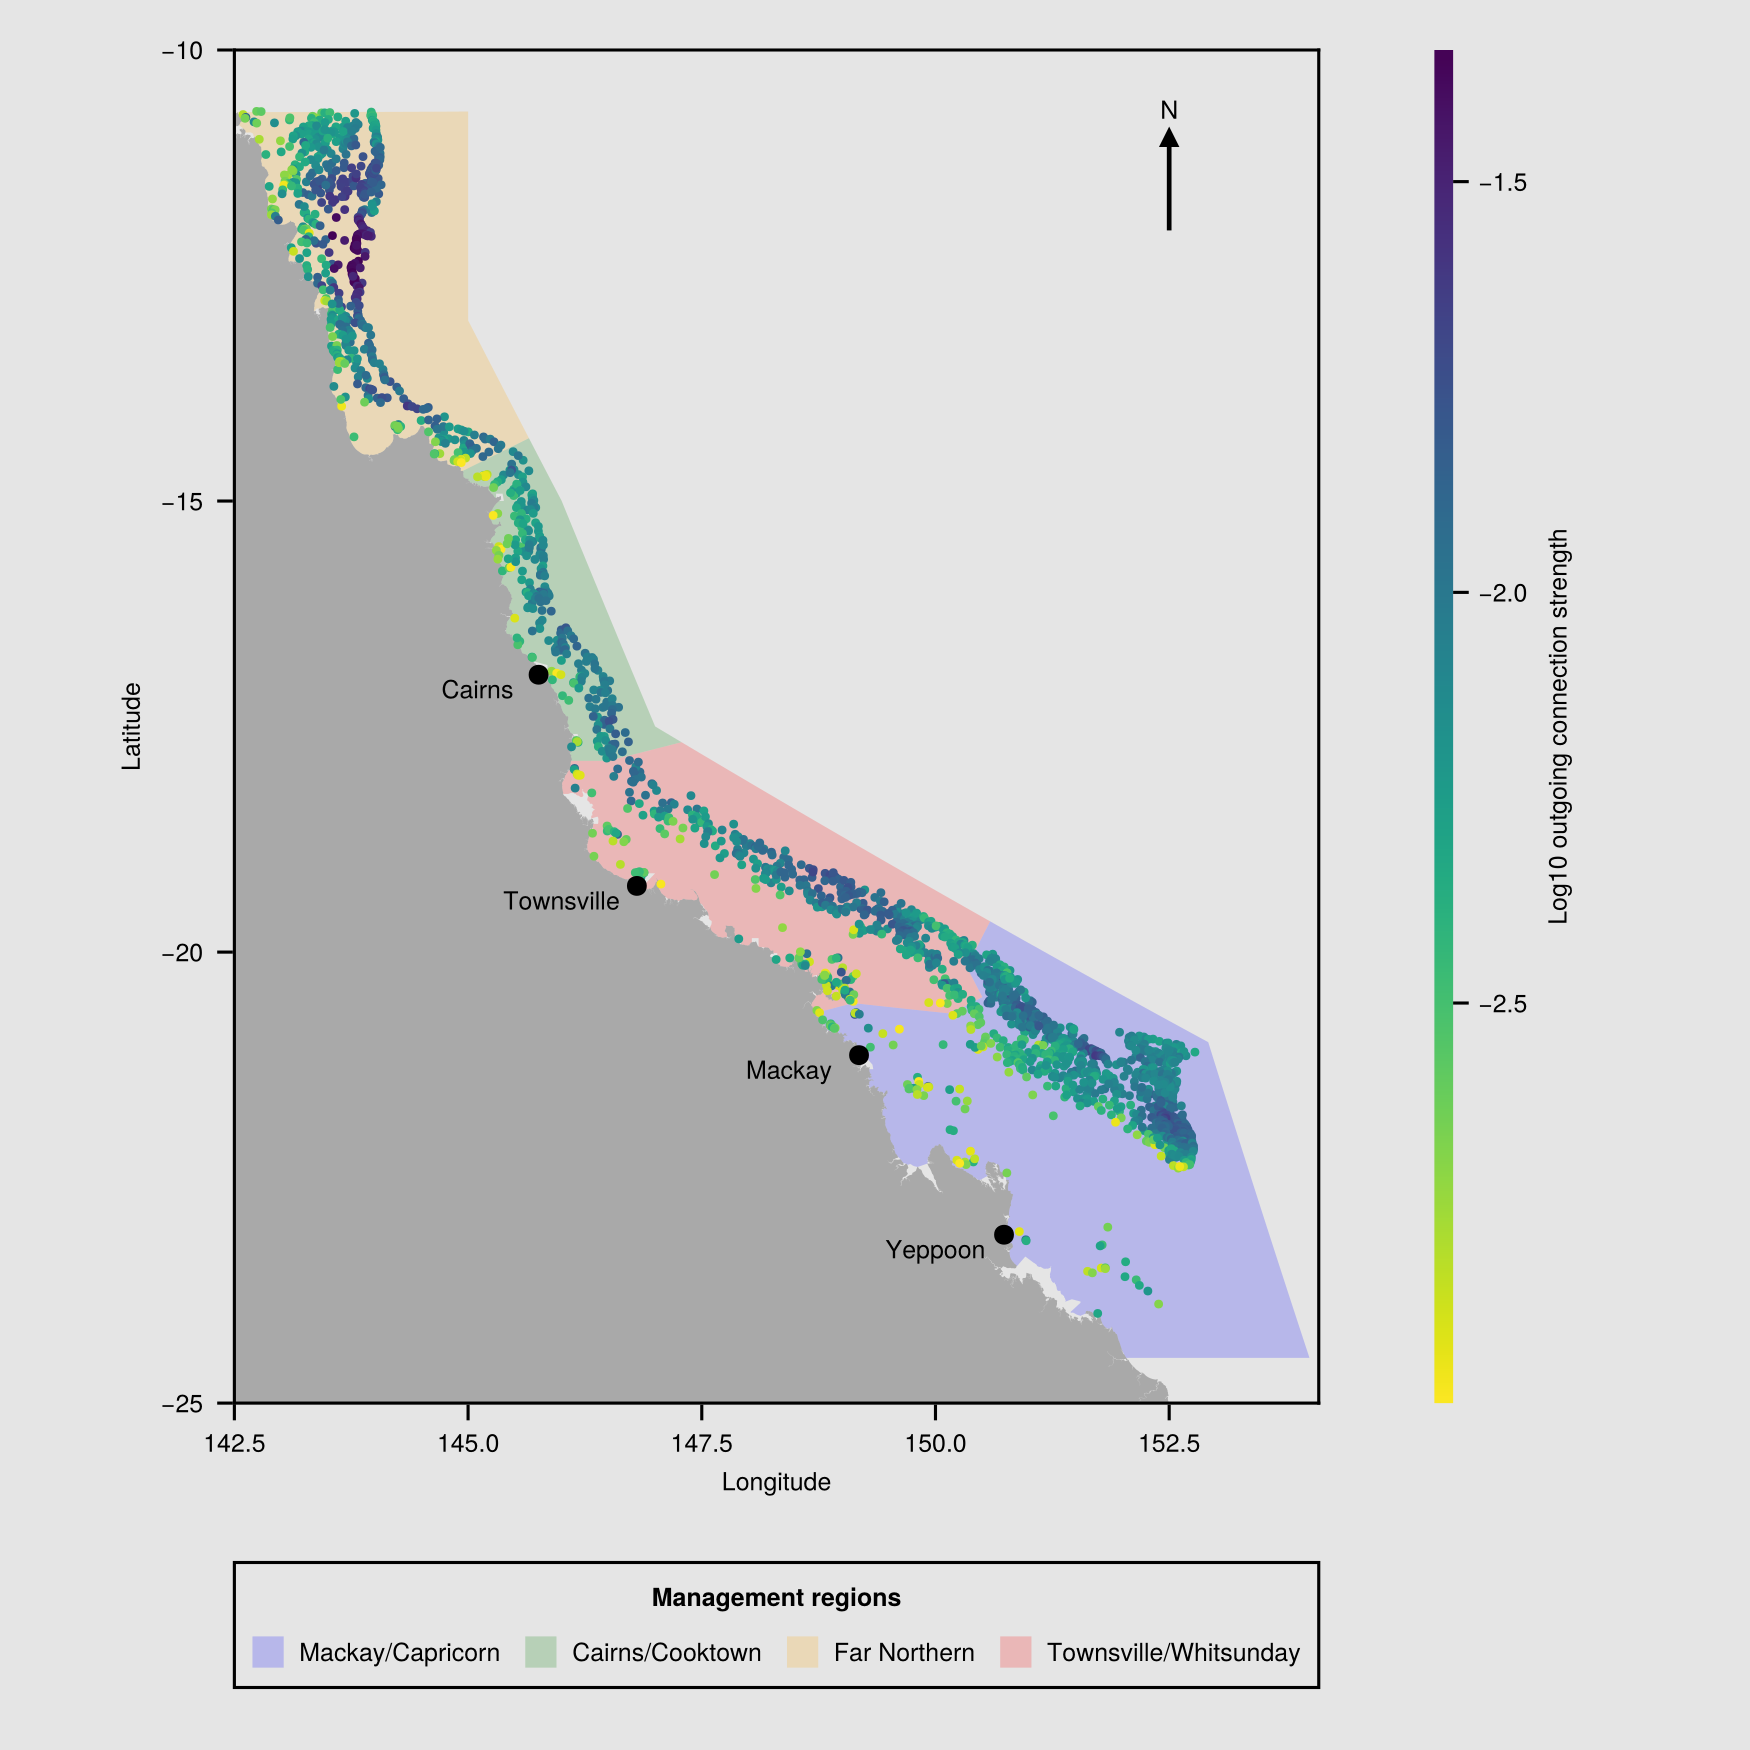 −10
−15
−20
−25
Latitude
N
Cairns
Townsville
Mackay
Yeppoon
142.5
145.0
147.5
150.0
152.5
Longitude
−1.5
−2.0
−2.5
Log10 outgoing connection strength
Management regions
Mackay/Capricorn
Cairns/Cooktown
Far Northern
Townsville/Whitsunday